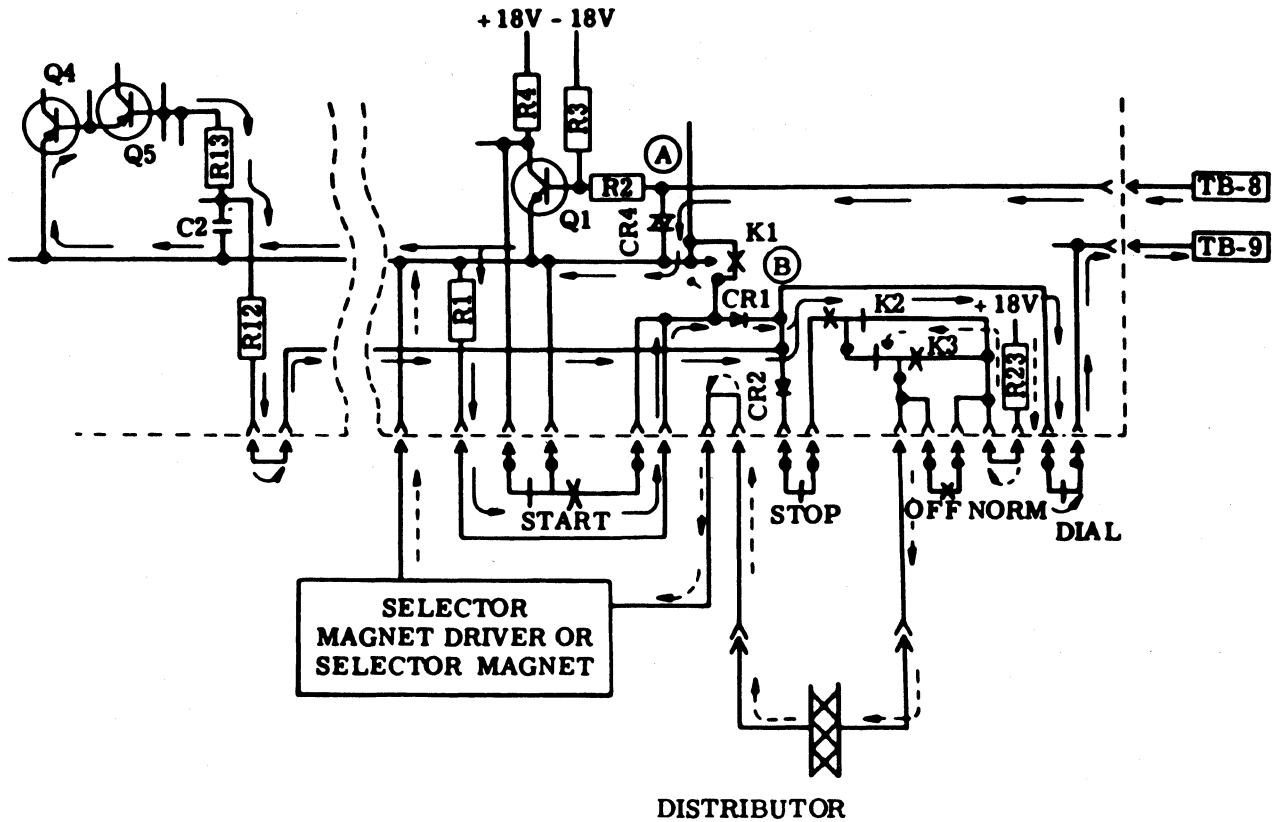 +18V -18V
Q4
Q5
R13
C2
R12
R4
R3
R2
Q1
A
CR4
K1
B
TB-8
TB-9
R1
CR1
K2
+18V
K3
R23
CR2
START
STOP
OFF NORM
DIAL
SELECTOR
MAGNET DRIVER OR
SELECTOR MAGNET
DISTRIBUTOR